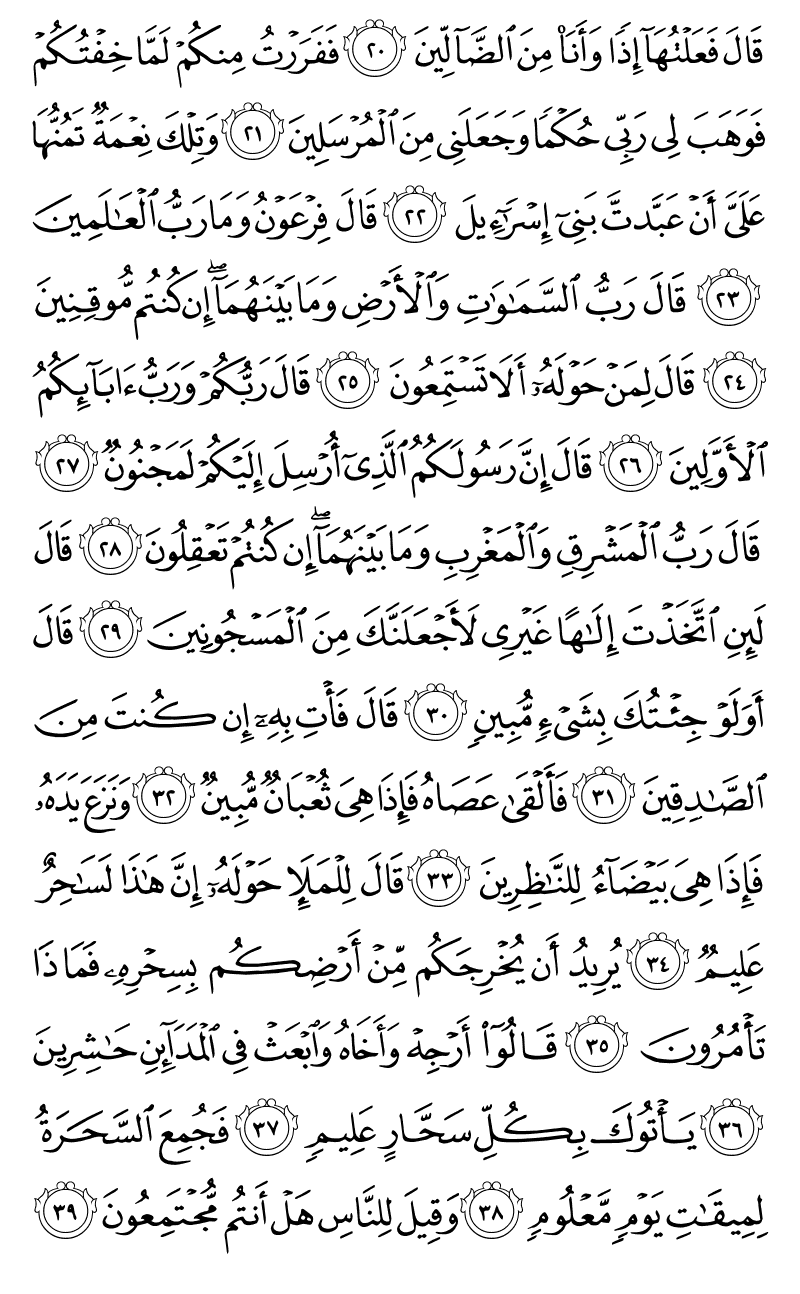 قَالَ فَعَلْتُهَآ إِذًا وَأَنَا۠ مِنَ ٱلضَّآلِّينَ ٢٠ فَفَرَرْتُ مِنكُمْ لَمَّا خِفْتُكُمْ
فَوَهَبَ لِى رَبِّى حُكْمًا وَجَعَلَنِى مِنَ ٱلْمُرْسَلِينَ ٢١ وَتِلْكَ نِعْمَةٌ تَمُنُّهَا
عَلَىَّ أَنْ عَبَّدتَّ بَنِىٓ إِسْرَٰٓءِيلَ ٢٢ قَالَ فِرْعَوْنُ وَمَا رَبُّ ٱلْعَٰلَمِينَ
٢٣ قَالَ رَبُّ ٱلسَّمَٰوَٰتِ وَٱلْأَرْضِ وَمَا بَيْنَهُمَآ ۖ إِن كُنتُم مُّوقِنِينَ
٢٤ قَالَ لِمَنْ حَوْلَهُۥٓ أَلَا تَسْتَمِعُونَ ٢٥ قَالَ رَبُّكُمْ وَرَبُّ ءَابَآئِكُمُ
ٱلْأَوَّلِينَ ٢٦ قَالَ إِنَّ رَسُولَكُمُ ٱلَّذِىٓ أُرْسِلَ إِلَيْكُمْ لَمَجْنُونٌ ٢٧
قَالَ رَبُّ ٱلْمَشْرِقِ وَٱلْمَغْرِبِ وَمَا بَيْنَهُمَآ ۖ إِن كُنتُمْ تَعْقِلُونَ ٢٨ قَالَ
لَئِنِ ٱتَّخَذْتَ إِلَٰهًا غَيْرِى لَأَجْعَلَنَّكَ مِنَ ٱلْمَسْجُونِينَ ٢٩ قَالَ
أَوَلَوْ جِئْتُكَ بِشَىْءٍ مُّبِينٍ ٣٠ قَالَ فَأْتِ بِهِۦٓ إِن كُنتَ مِنَ
ٱلصَّٰدِقِينَ ٣١ فَأَلْقَىٰ عَصَاهُ فَإِذَا هِىَ ثُعْبَانٌ مُّبِينٌ ٣٢ وَنَزَعَ يَدَهُۥ
فَإِذَا هِىَ بَيْضَآءُ لِلنَّٰظِرِينَ ٣٣ قَالَ لِلْمَلَإِ حَوْلَهُۥٓ إِنَّ هَٰذَا لَسَٰحِرٌ
عَلِيمٌ ٣٤ يُرِيدُ أَن يُخْرِجَكُم مِّنْ أَرْضِكُم بِسِحْرِهِۦ فَمَاذَا
تَأْمُرُونَ ٣٥ قَالُوٓا۟ أَرْجِهْ وَأَخَاهُ وَٱبْعَثْ فِى ٱلْمَدَآئِنِ حَٰشِرِينَ
٣٦ يَأْتُوكَ بِكُلِّ سَحَّارٍ عَلِيمٍ ٣٧ فَجُمِعَ ٱلسَّحَرَةُ
لِمِيقَٰتِ يَوْمٍ مَّعْلُومٍ ٣٨ وَقِيلَ لِلنَّاسِ هَلْ أَنتُم مُّجْتَمِعُونَ ٣٩